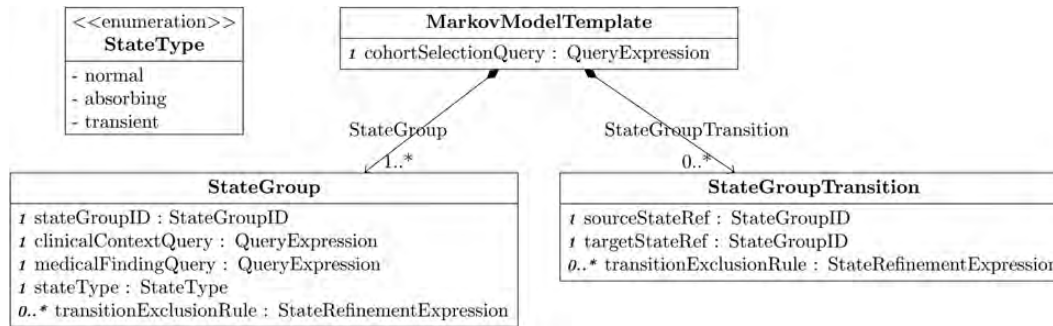 <<enumeration>>
StateType
- normal
- absorbing
- transient
MarkovModelTemplate
1 cohortSelectionQuery : QueryExpression
StateGroup
1..*
StateGroupTransition
0..*
StateGroup
1 stateGroupID : StateGroupID
1 clinicalContextQuery : QueryExpression
1 medicalFindingQuery : QueryExpression
1 stateType : StateType
0..* transitionExclusionRule : StateRefinementExpression
StateGroupTransition
1 sourceStateRef : StateGroupID
1 targetStateRef : StateGroupID
0..* transitionExclusionRule : StateRefinementExpression